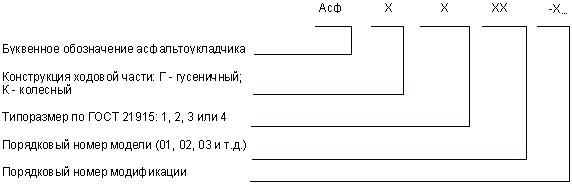 Асф Х Х ХХ -Х...
Буквенное обозначение асфальтоукладчика
Конструкция ходовой части: Г - гусеничный;
К - колесный
Типоразмер по ГОСТ 21915: 1, 2, 3 или 4
Порядковый номер модели (01, 02, 03 и т.д.)
Порядковый номер модификации